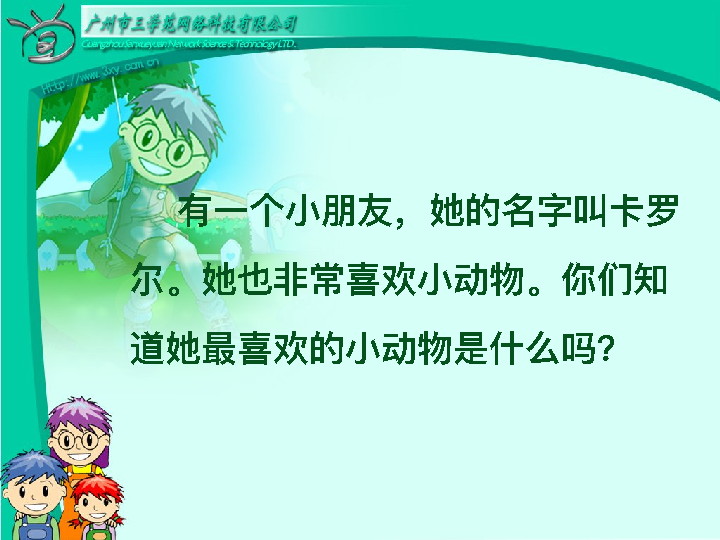 广州市三学苑网络科技有限公司
Guangzhou Sanxueyuan Network Science & Technology LTD.
Http://www.3xy.com.cn
有一个小朋友，她的名字叫卡罗
尔。她也非常喜欢小动物。你们知
道她最喜欢的小动物是什么吗？